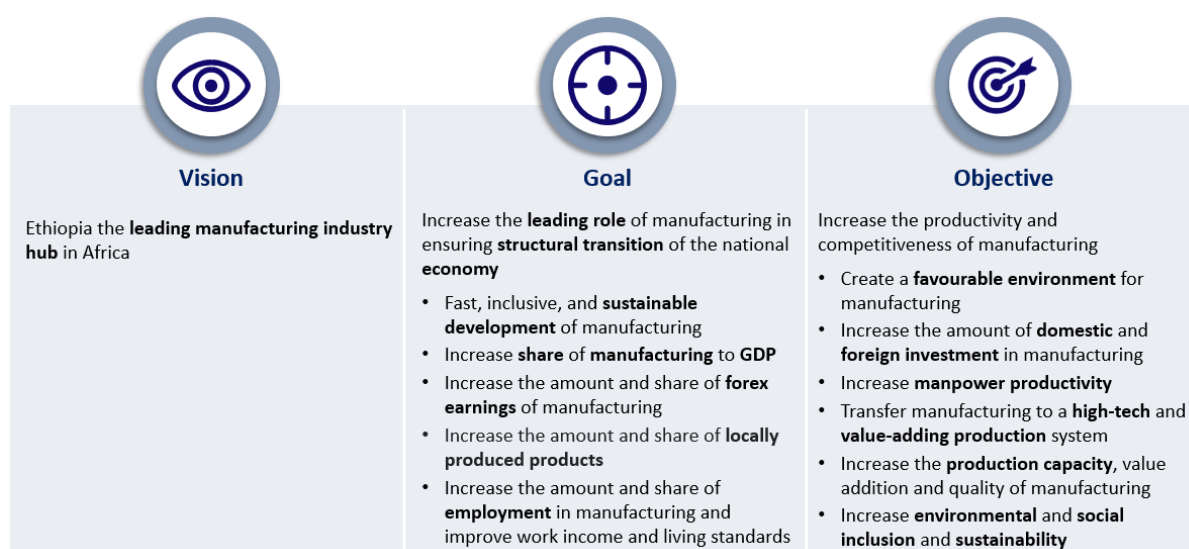 Vision
Ethiopia the leading manufacturing industry
hub in Africa
Goal
Increase the leading role of manufacturing in
ensuring structural transition of the national
economy
• Fast, inclusive, and sustainable
development of manufacturing
• Increase share of manufacturing to GDP
• Increase the amount and share of forex
earnings of manufacturing
• Increase the amount and share of locally
produced products
• Increase the amount and share of
employment in manufacturing and
improve work income and living standards
Objective
Increase the productivity and
competitiveness of manufacturing
• Create a favourable environment for
manufacturing
• Increase the amount of domestic and
foreign investment in manufacturing
• Increase manpower productivity
• Transfer manufacturing to a high-tech and
value-adding production system
• Increase the production capacity, value
addition and quality of manufacturing
• Increase environmental and social
inclusion and sustainability